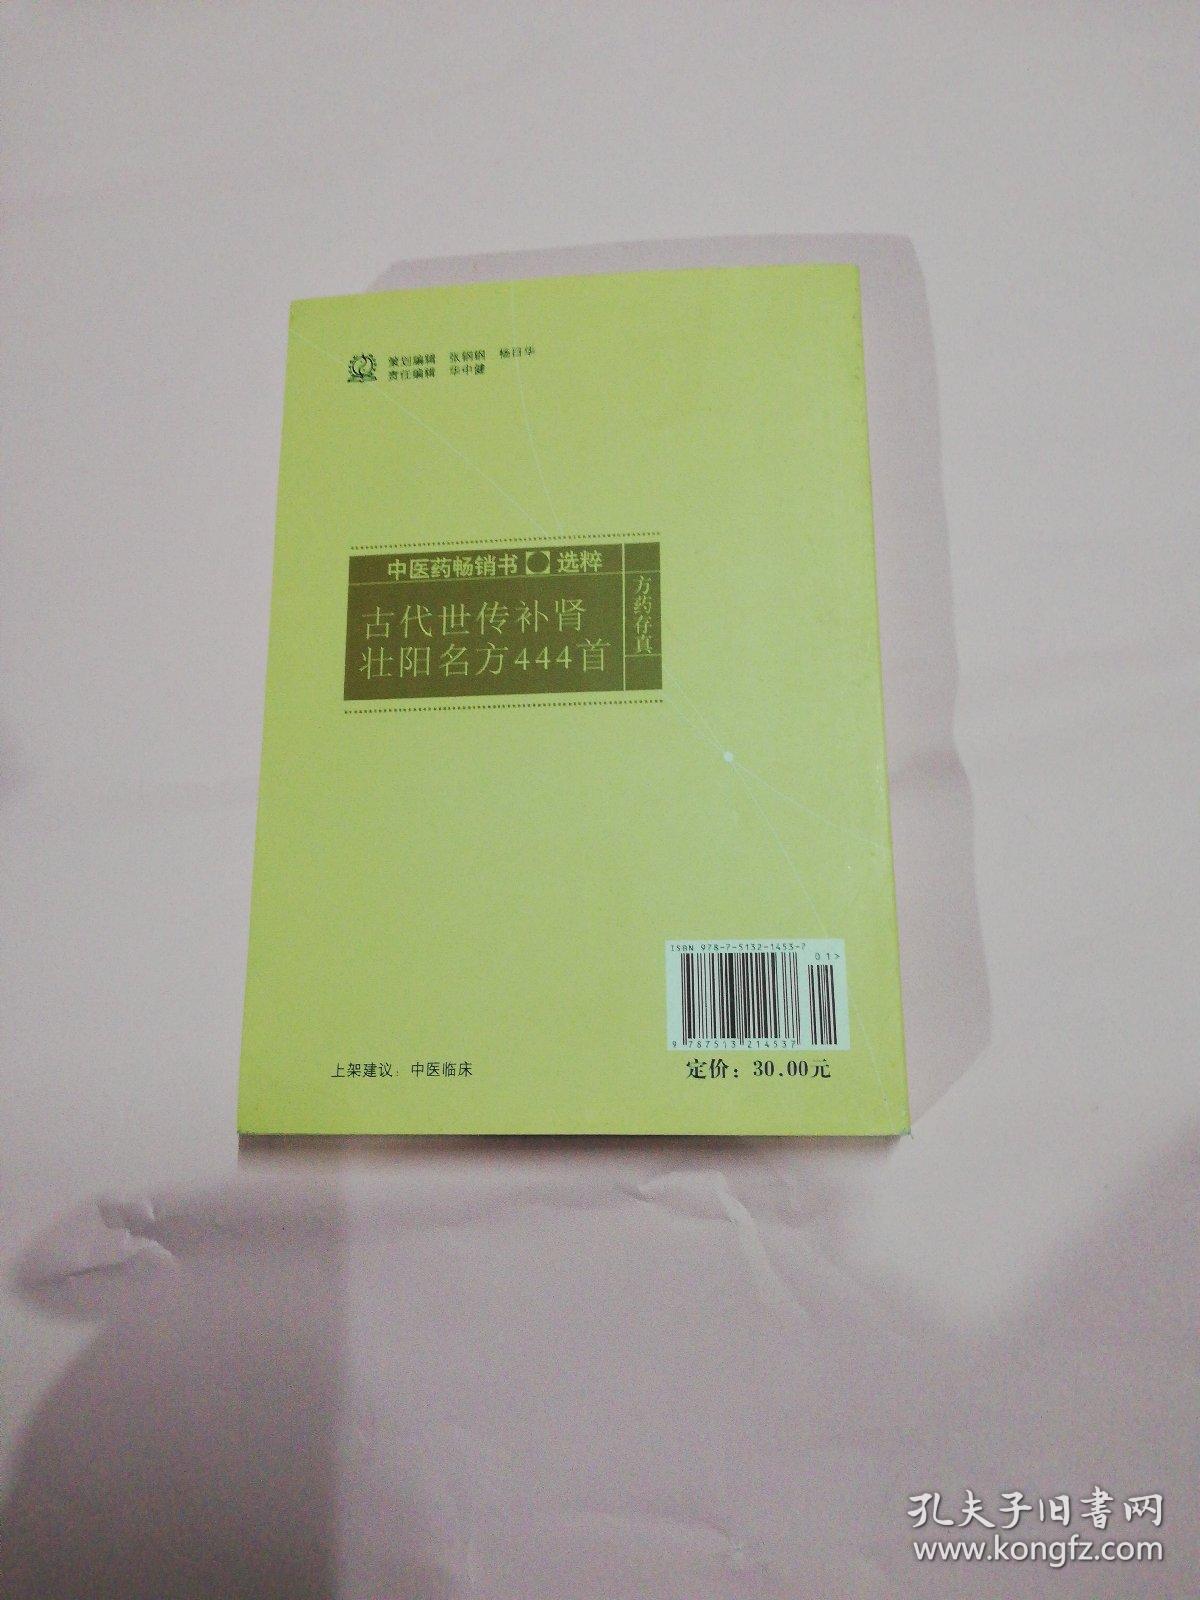 策划编辑 张钢钢 杨日华
责任编辑 华中健
中医药畅销书 选粹
方药存真
古代世传补肾
壮阳名方444首
ISBN 978-7-5132-1453-7
01>
9 787513 214537
上架建议：中医临床
定价：30.00元
孔夫子旧书网
www.kongfz.com